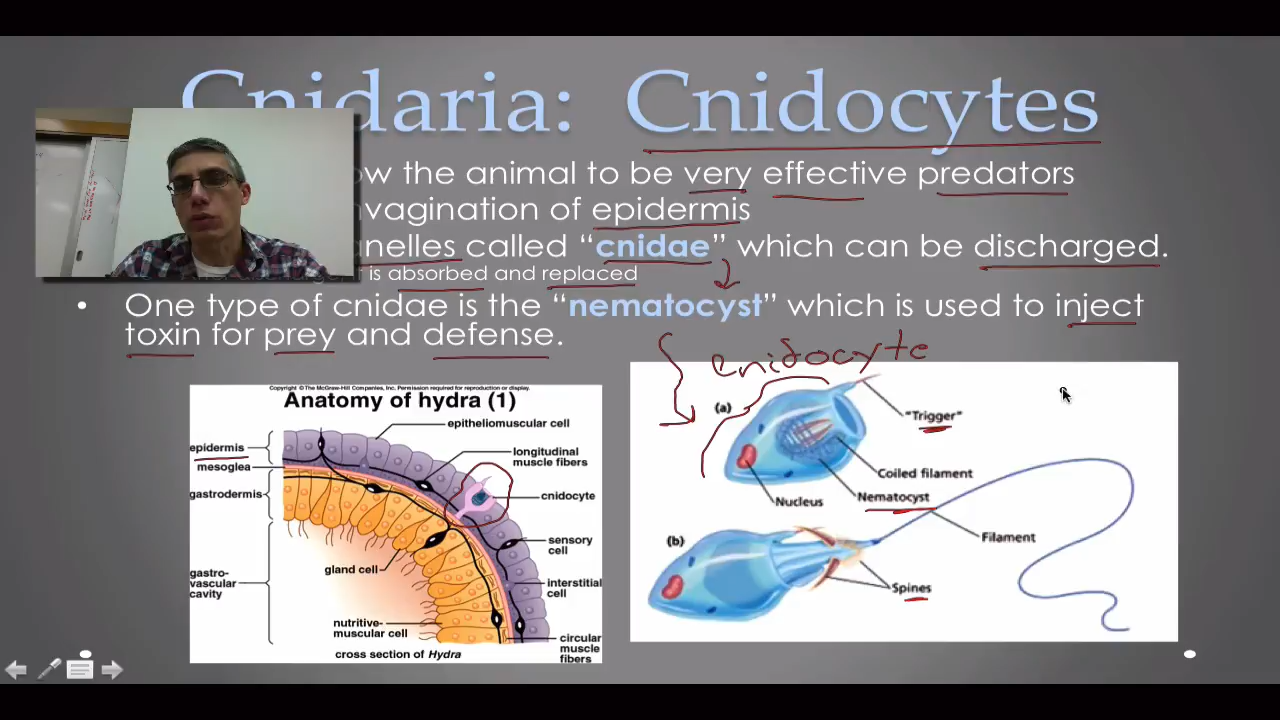 Cnidaria: Cnidocytes
ow the animal to be very effective predators
nvagination of epidermis
anelles called “cnidae” which can be discharged.
is absorbed and replaced
• One type of cnidae is the “nematocyst” which is used to inject
toxin for prey and defense.
cnidocyte
Copyright © The McGraw-Hill Companies, Inc. Permission required for reproduction or display.
Anatomy of hydra (1)
epitheliomuscular cell
epidermis
longitudinal
muscle fibers
mesoglea
gastrodermis
cnidocyte
sensory
cell
gland cell
gastro-
vascular
cavity
interstitial
cell
nutritive-
muscular cell
circular
muscle
fibers
cross section of Hydra
(a)
"Trigger"
Coiled filament
Nematocyst
Nucleus
(b)
Filament
Spines